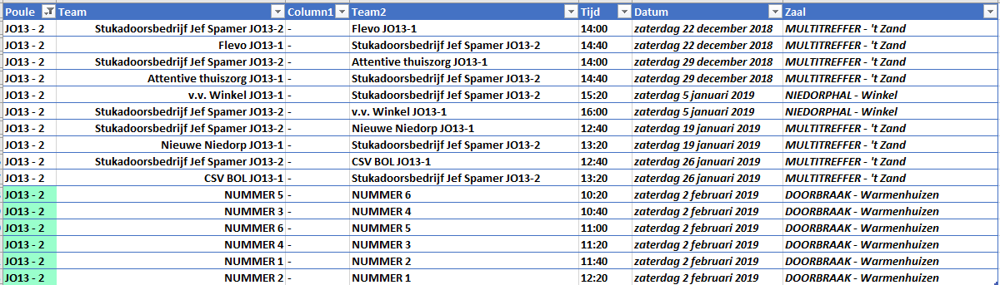 Poule Team Column1 Team2 Tijd Datum Zaal
JO13 - 2 Stukadoorsbedrijf Jef Spamer JO13-2 - Flevo JO13-1 14:00 zaterdag 22 december 2018 MULTITREFFER - 't Zand
JO13 - 2 Flevo JO13-1 - Stukadoorsbedrijf Jef Spamer JO13-2 14:40 zaterdag 22 december 2018 MULTITREFFER - 't Zand
JO13 - 2 Stukadoorsbedrijf Jef Spamer JO13-2 - Attentive thuiszorg JO13-1 14:00 zaterdag 29 december 2018 MULTITREFFER - 't Zand
JO13 - 2 Attentive thuiszorg JO13-1 - Stukadoorsbedrijf Jef Spamer JO13-2 14:40 zaterdag 29 december 2018 MULTITREFFER - 't Zand
JO13 - 2 v.v. Winkel JO13-1 - Stukadoorsbedrijf Jef Spamer JO13-2 15:20 zaterdag 5 januari 2019 NIEDORPHAL - Winkel
JO13 - 2 Stukadoorsbedrijf Jef Spamer JO13-2 - v.v. Winkel JO13-1 16:00 zaterdag 5 januari 2019 NIEDORPHAL - Winkel
JO13 - 2 Stukadoorsbedrijf Jef Spamer JO13-2 - Nieuwe Niedorp JO13-1 12:40 zaterdag 19 januari 2019 MULTITREFFER - 't Zand
JO13 - 2 Nieuwe Niedorp JO13-1 - Stukadoorsbedrijf Jef Spamer JO13-2 13:20 zaterdag 19 januari 2019 MULTITREFFER - 't Zand
JO13 - 2 Stukadoorsbedrijf Jef Spamer JO13-2 - CSV BOL JO13-1 12:40 zaterdag 26 januari 2019 MULTITREFFER - 't Zand
JO13 - 2 CSV BOL JO13-1 - Stukadoorsbedrijf Jef Spamer JO13-2 13:20 zaterdag 26 januari 2019 MULTITREFFER - 't Zand
JO13 - 2 NUMMER 5 - NUMMER 6 10:20 zaterdag 2 februari 2019 DOORBRAAK - Warmenhuizen
JO13 - 2 NUMMER 3 - NUMMER 4 10:40 zaterdag 2 februari 2019 DOORBRAAK - Warmenhuizen
JO13 - 2 NUMMER 6 - NUMMER 5 11:00 zaterdag 2 februari 2019 DOORBRAAK - Warmenhuizen
JO13 - 2 NUMMER 4 - NUMMER 3 11:20 zaterdag 2 februari 2019 DOORBRAAK - Warmenhuizen
JO13 - 2 NUMMER 1 - NUMMER 2 11:40 zaterdag 2 februari 2019 DOORBRAAK - Warmenhuizen
JO13 - 2 NUMMER 2 - NUMMER 1 12:20 zaterdag 2 februari 2019 DOORBRAAK - Warmenhuizen